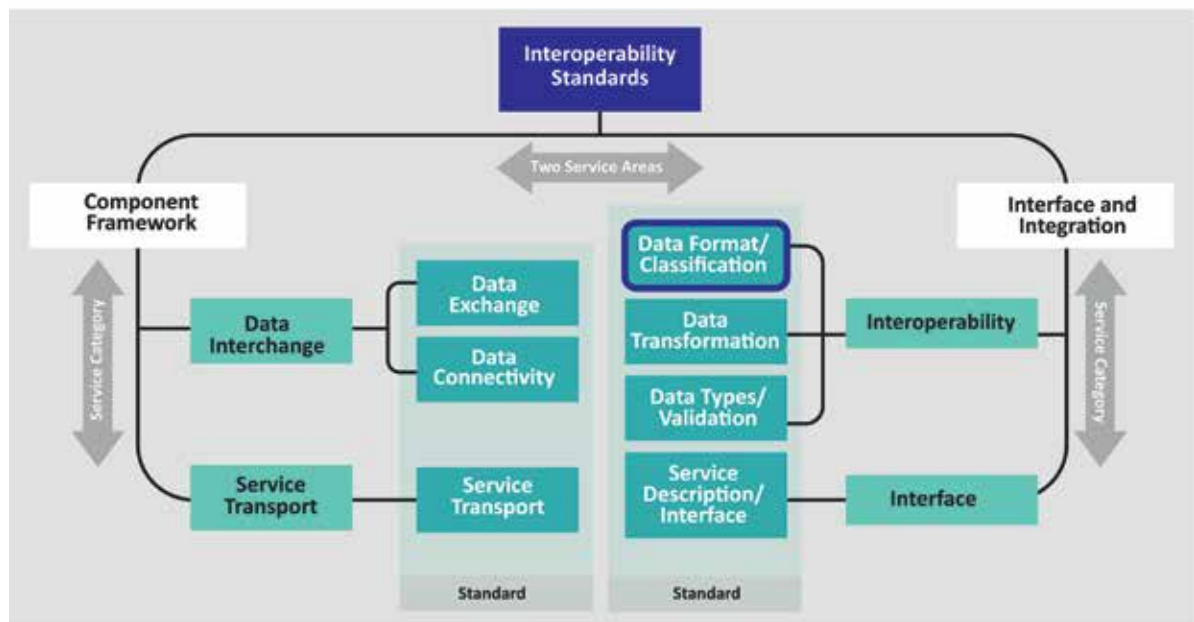 Interoperability
Standards
Two Service Areas
Component
Framework
Interface and
Integration
Service Category
Data
Interchange
Service
Transport
Data
Exchange
Data
Connectivity
Service
Transport
Standard
Data Format/
Classification
Data
Transformation
Data Types/
Validation
Service
Description/
Interface
Standard
Interoperability
Interface
Service Category